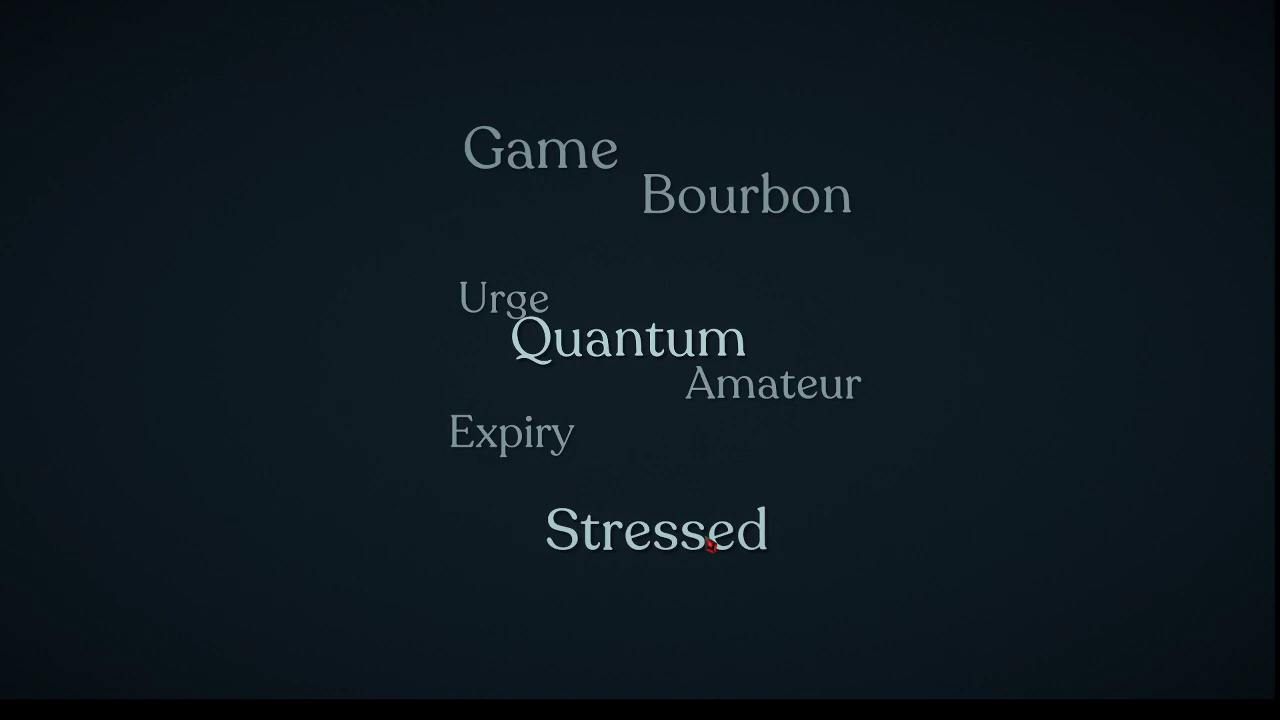 Game
Bourbon
Urge
Quantum
Amateur
Expiry
Stressed